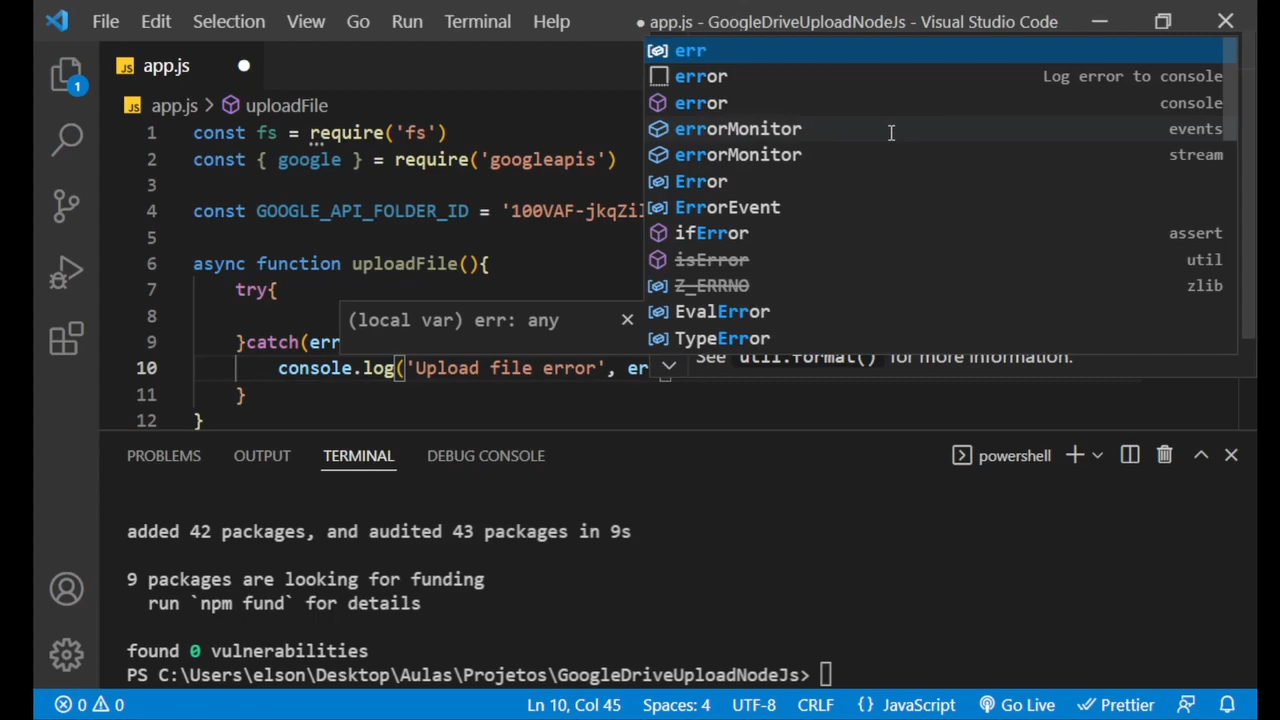 File Edit Selection View Go Run Terminal Help ● app.js - GoogleDriveUploadNodeJs - Visual Studio Code
JS app.js
JS app.js > uploadFile
1
1 const fs = require('fs')
2 const { google } = require('googleapis')
3
4 const GOOGLE_API_FOLDER_ID = '100VAF-jkqZil
5
6 async function uploadFile(){
7 try{
8
9 }catch(err
10 console.log('Upload file error', er
11 }
12 }
(local var) err: any
err
error Log error to console
error console
errorMonitor events
errorMonitor stream
Error
ErrorEvent
ifError assert
isError util
Z_ERRNO zlib
EvalError
TypeError
See util.format() for more information.
PROBLEMS OUTPUT TERMINAL DEBUG CONSOLE powershell
added 42 packages, and audited 43 packages in 9s
9 packages are looking for funding
run `npm fund` for details
found 0 vulnerabilities
PS C:\Users\elson\Desktop\Aulas\Projetos\GoogleDriveUploadNodeJs>
0 0 Ln 10, Col 45 Spaces: 4 UTF-8 CRLF {} JavaScript Go Live Prettier